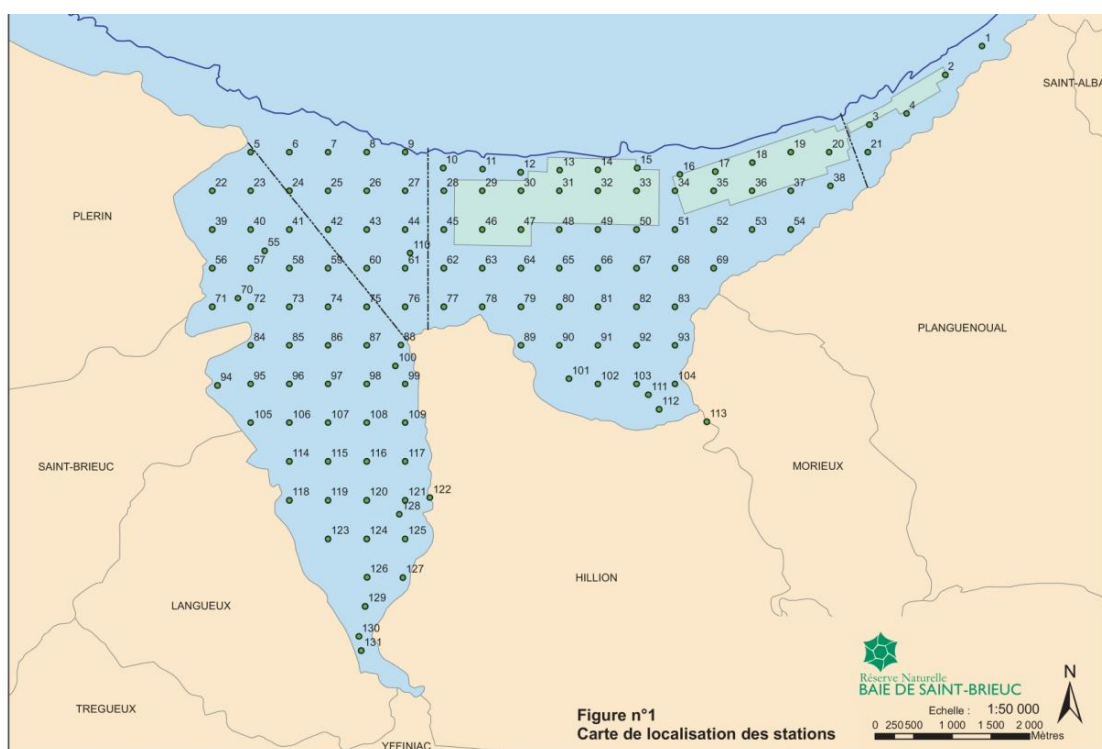 1
SAINT-ALBA
2
3
4
5 6 7 8 9
10 11 12 13 14 15
16 17 18 19 20 21
22 23 24 25 26 27 28 29 30 31 32 33 34 35 36 37 38
PLERIN
39 40 41 42 43 44 45 46 47 48 49 50 51 52 53 54
55 110
56 57 58 59 60 61 62 63 64 65 66 67 68 69
70
71 72 73 74 75 76 77 78 79 80 81 82 83
PLANGUENOUAL
84 85 86 87 88 89 90 91 92 93
100
94 95 96 97 98 99 101 102 103 104
111
112
113
105 106 107 108 109
SAINT-BRIEUC
MORIEUX
114 115 116 117
118 119 120 121 122
128
123 124 125
126 127
HILLION
LANGUEUX
129
130
131
TREGUEUX
YFFINIAC
Réserve Naturelle
BAIE DE SAINT-BRIEUC
N
Echelle : 1:50 000
Figure n°1
Carte de localisation des stations
0 250 500 1 000 1 500 2 000
Mètres